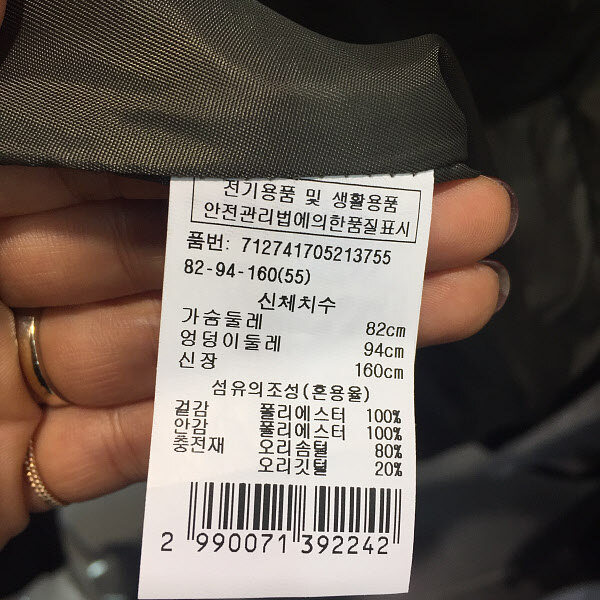 전기용품 및 생활용품
안전관리법에의한품질표시
품번: 712741705213755
82-94-160(55)
신체치수
가슴둘레 82cm
엉덩이둘레 94cm
신장 160cm
섬유의조성(혼용율)
겉감 폴리에스터 100%
안감 폴리에스터 100%
충전재 오리솜털 80%
오리깃털 20%
2 990071 392242